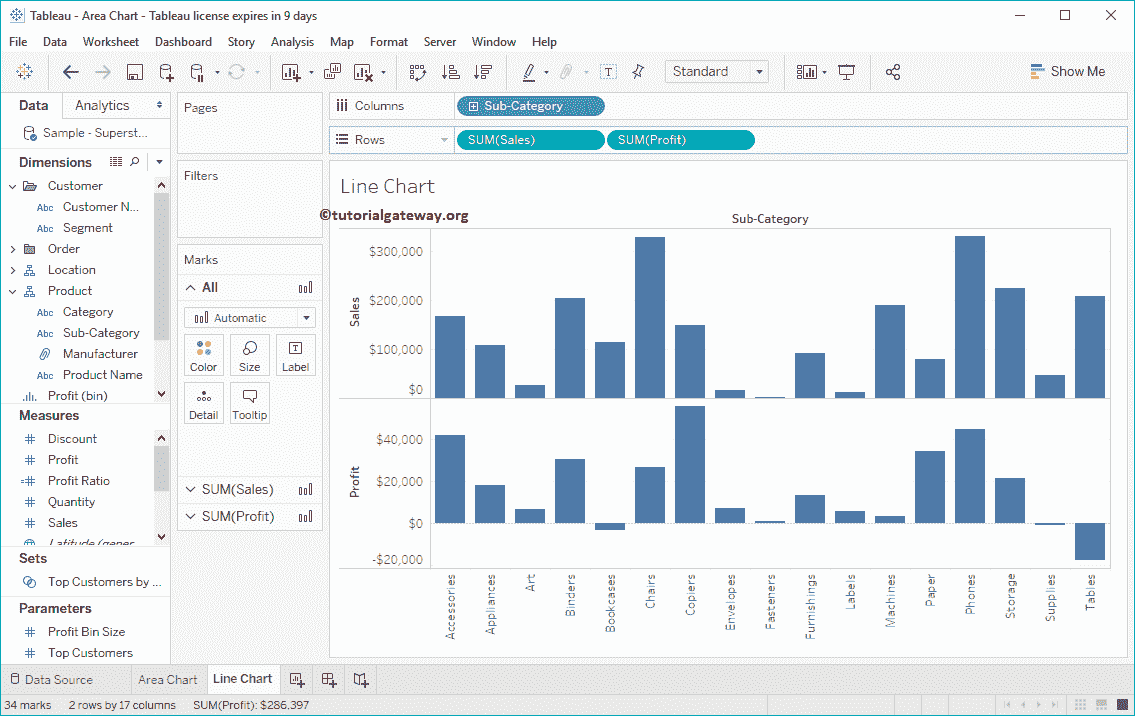 Tableau - Area Chart - Tableau license expires in 9 days
File Data Worksheet Dashboard Story Analysis Map Format Server Window Help
Standard
Show Me
Data Analytics
Sample - Superst...
Dimensions
Customer
Abc Customer N...
Abc Segment
Order
Location
Product
Abc Category
Abc Sub-Category
Manufacturer
Abc Product Name
Profit (bin)
Measures
# Discount
# Profit
=# Profit Ratio
# Quantity
# Sales
Latitude (gener
Sets
Top Customers by ...
Parameters
# Profit Bin Size
# Top Customers
Pages
Filters
Marks
All
Automatic
Color Size Label
Detail Tooltip
SUM(Sales)
SUM(Profit)
Columns Sub-Category
Rows SUM(Sales) SUM(Profit)
Line Chart
©tutorialgateway.org
Sub-Category
Sales
$300,000
$200,000
$100,000
$0
Profit
$40,000
$20,000
$0
-$20,000
Accessories
Appliances
Art
Binders
Bookcases
Chairs
Copiers
Envelopes
Fasteners
Furnishings
Labels
Machines
Paper
Phones
Storage
Supplies
Tables
Data Source Area Chart Line Chart
34 marks 2 rows by 17 columns SUM(Profit): $286,397